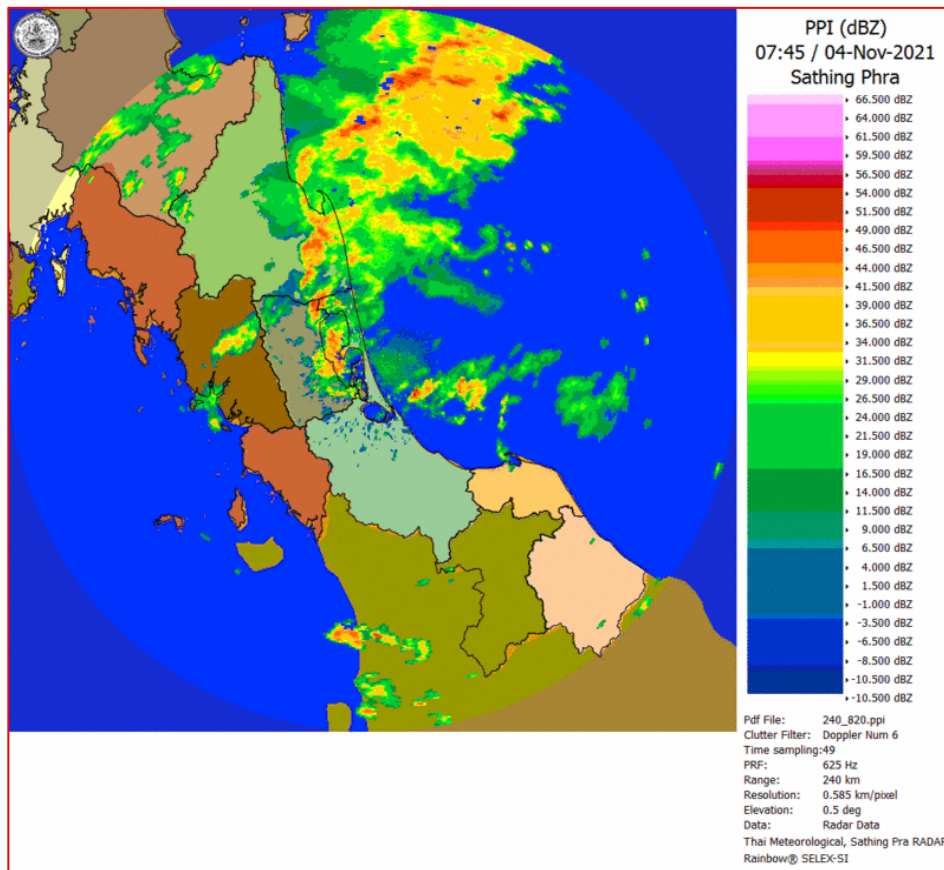 PPI (dBZ)
07:45 / 04-Nov-2021
Sathing Phra
66.500 dBZ
64.000 dBZ
61.500 dBZ
59.500 dBZ
56.500 dBZ
54.000 dBZ
51.500 dBZ
49.000 dBZ
46.500 dBZ
44.000 dBZ
41.500 dBZ
39.000 dBZ
36.500 dBZ
34.000 dBZ
31.500 dBZ
29.000 dBZ
26.500 dBZ
24.000 dBZ
21.500 dBZ
19.000 dBZ
16.500 dBZ
14.000 dBZ
11.500 dBZ
9.000 dBZ
6.500 dBZ
4.000 dBZ
1.500 dBZ
-1.000 dBZ
-3.500 dBZ
-6.500 dBZ
-8.500 dBZ
-10.500 dBZ
-10.500 dBZ
Pdf File: 240_820.ppi
Clutter Filter: Doppler Num 6
Time sampling:49
PRF: 625 Hz
Range: 240 km
Resolution: 0.585 km/pixel
Elevation: 0.5 deg
Data: Radar Data
Thai Meteorological, Sathing Pra RADAR
Rainbow® SELEX-SI